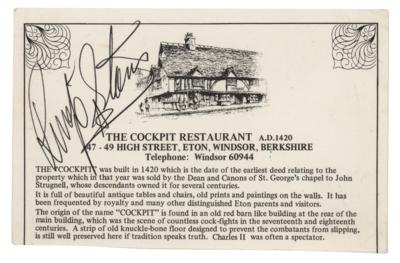 Ringo Starr
THE COCKPIT RESTAURANT A.D.1420
47 - 49 HIGH STREET, ETON, WINDSOR, BERKSHIRE
Telephone: Windsor 60944
THE "COCKPIT" was built in 1420 which is the date of the earliest deed relating to the
property which in that year was sold by the Dean and Canons of St. George's chapel to John
Strugnell, whose descendants owned it for several centuries.
It is full of beautiful antique tables and chairs, old prints and paintings on the walls. It has
been frequented by royalty and many other distinguished Eton parents and visitors.
The origin of the name "COCKPIT" is found in an old red barn like building at the rear of the
main building, which was the scene of countless cock-fights in the seventeenth and eighteenth
centuries. A strip of old knuckle-bone floor designed to prevent the combatants from slipping,
is still well preserved here if tradition speaks truth. Charles II was often a spectator.